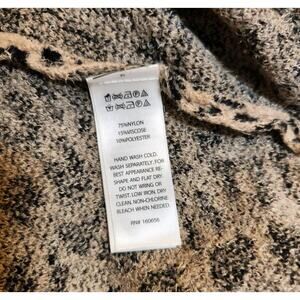 75%NYLON
15%VISCOSE
10%POLYESTER
HAND WASH COLD.
WASH SEPARATELY. FOR
BEST APPEARANCE RE-
SHAPE AND FLAT DRY.
DO NOT WRING OR
TWIST. LOW IRON. DRY
CLEAN. NON-CHLORINE
BLEACH WHEN NEEDED.
RN# 160656